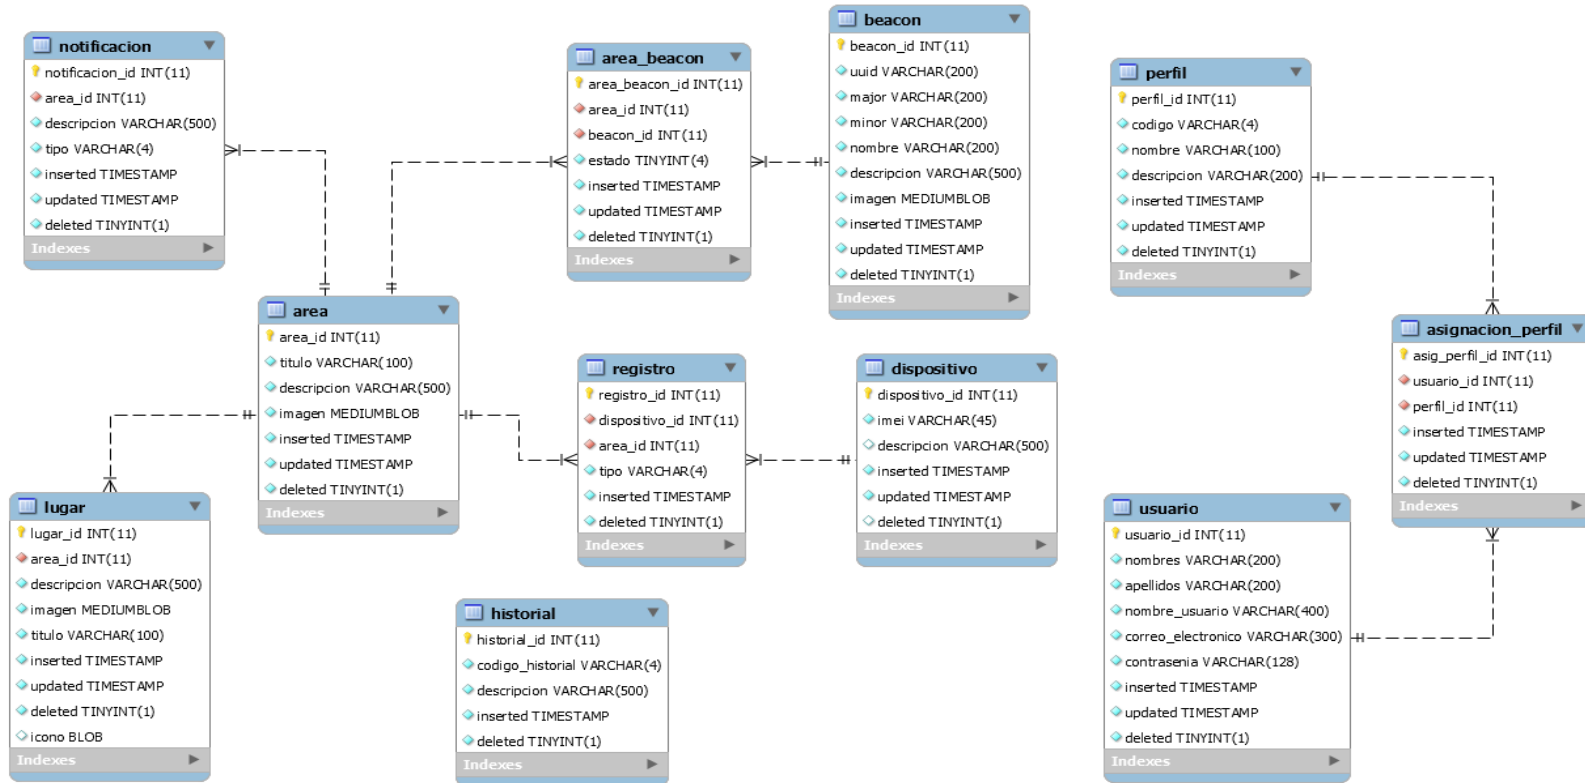 notificacion
notificacion_id INT(11)
area_id INT(11)
descripcion VARCHAR(500)
tipo VARCHAR(4)
inserted TIMESTAMP
updated TIMESTAMP
deleted TINYINT(1)
Indexes
area_beacon
area_beacon_id INT(11)
area_id INT(11)
beacon_id INT(11)
estado TINYINT(4)
inserted TIMESTAMP
updated TIMESTAMP
deleted TINYINT(1)
Indexes
beacon
beacon_id INT(11)
uuid VARCHAR(200)
major VARCHAR(200)
minor VARCHAR(200)
nombre VARCHAR(200)
descripcion VARCHAR(500)
imagen MEDIUMBLOB
inserted TIMESTAMP
updated TIMESTAMP
deleted TINYINT(1)
Indexes
perfil
perfil_id INT(11)
codigo VARCHAR(4)
nombre VARCHAR(100)
descripcion VARCHAR(200)
inserted TIMESTAMP
updated TIMESTAMP
deleted TINYINT(1)
Indexes
area
area_id INT(11)
titulo VARCHAR(100)
descripcion VARCHAR(500)
imagen MEDIUMBLOB
inserted TIMESTAMP
updated TIMESTAMP
deleted TINYINT(1)
Indexes
registro
registro_id INT(11)
dispositivo_id INT(11)
area_id INT(11)
tipo VARCHAR(4)
inserted TIMESTAMP
deleted TINYINT(1)
Indexes
dispositivo
dispositivo_id INT(11)
imei VARCHAR(45)
descripcion VARCHAR(500)
inserted TIMESTAMP
updated TIMESTAMP
deleted TINYINT(1)
Indexes
asignacion_perfil
asig_perfil_id INT(11)
usuario_id INT(11)
perfil_id INT(11)
inserted TIMESTAMP
updated TIMESTAMP
deleted TINYINT(1)
Indexes
lugar
lugar_id INT(11)
area_id INT(11)
descripcion VARCHAR(500)
imagen MEDIUMBLOB
titulo VARCHAR(100)
inserted TIMESTAMP
updated TIMESTAMP
deleted TINYINT(1)
icono BLOB
Indexes
historial
historial_id INT(11)
codigo_historial VARCHAR(4)
descripcion VARCHAR(500)
inserted TIMESTAMP
deleted TINYINT(1)
Indexes
usuario
usuario_id INT(11)
nombres VARCHAR(200)
apellidos VARCHAR(200)
nombre_usuario VARCHAR(400)
correo_electronico VARCHAR(300)
contrasenia VARCHAR(128)
inserted TIMESTAMP
updated TIMESTAMP
deleted TINYINT(1)
Indexes